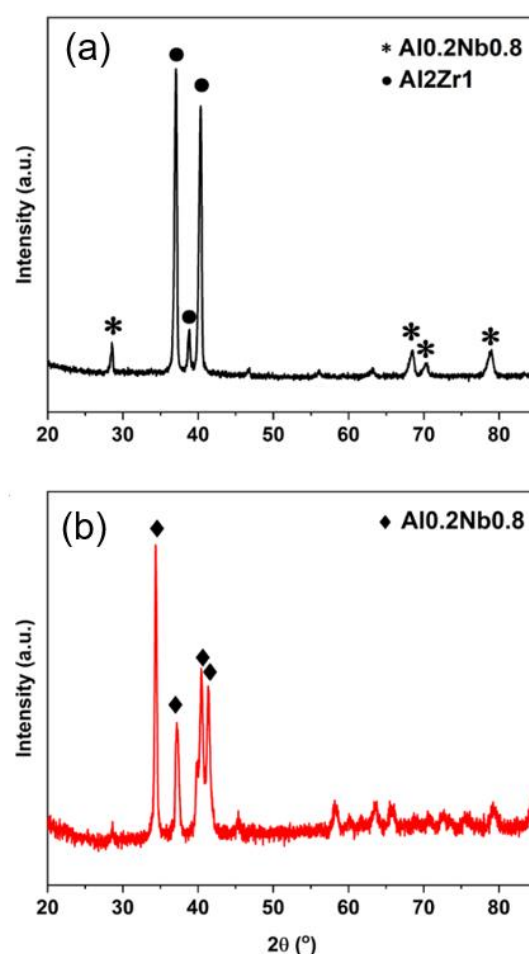 (a)
* Al0.2Nb0.8
● Al2Zr1
Intensity (a.u.)
20 30 40 50 60 70 80
(b)
♦ Al0.2Nb0.8
Intensity (a.u.)
20 30 40 50 60 70 80
2θ (°)